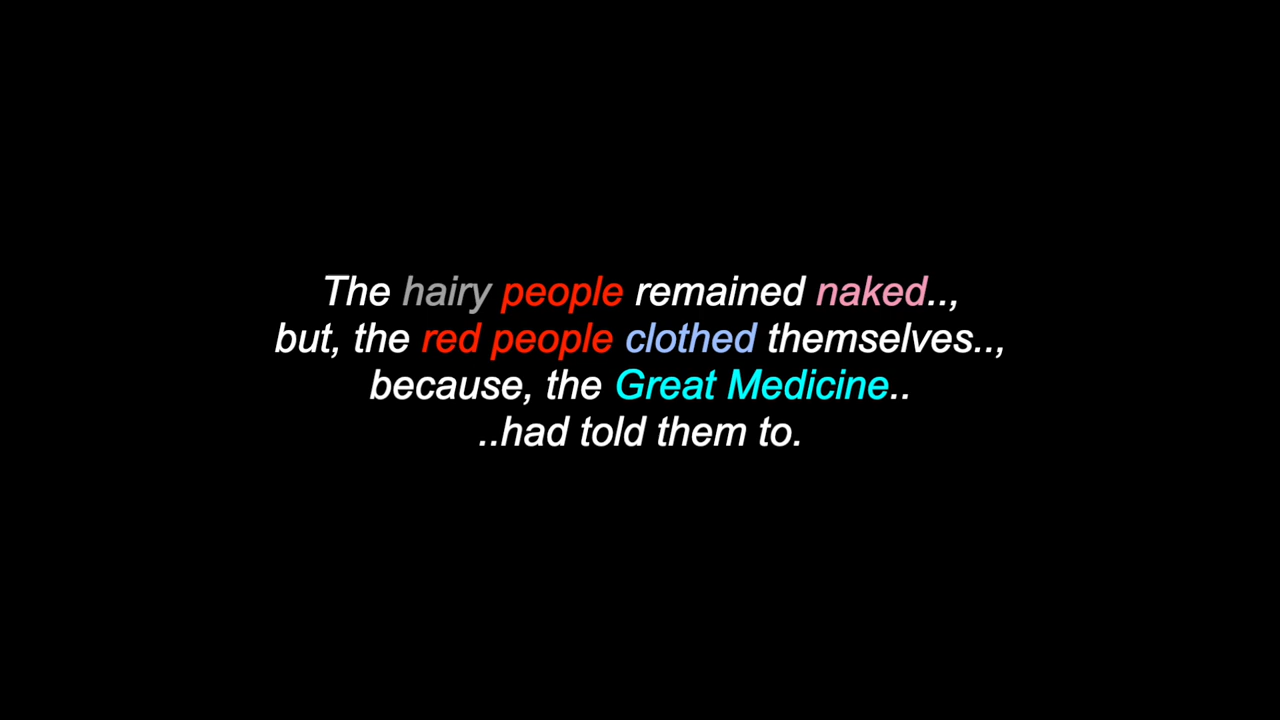 The hairy people remained naked..,
but, the red people clothed themselves..,
because, the Great Medicine..
..had told them to.